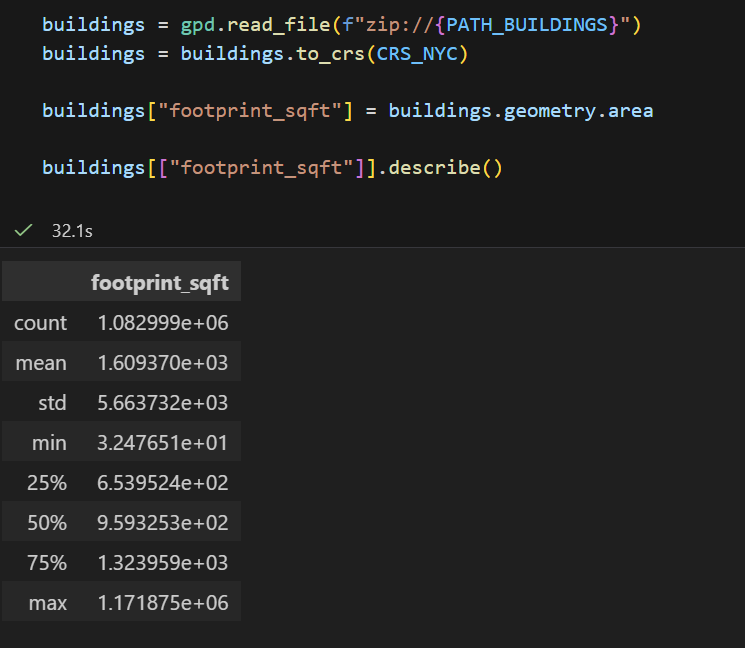 buildings = gpd.read_file(f"zip://{PATH_BUILDINGS}")
buildings = buildings.to_crs(CRS_NYC)
buildings["footprint_sqft"] = buildings.geometry.area
buildings[["footprint_sqft"]].describe()
32.1s
footprint_sqft
count 1.082999e+06
mean 1.609370e+03
std 5.663732e+03
min 3.247651e+01
25% 6.539524e+02
50% 9.593253e+02
75% 1.323959e+03
max 1.171875e+06